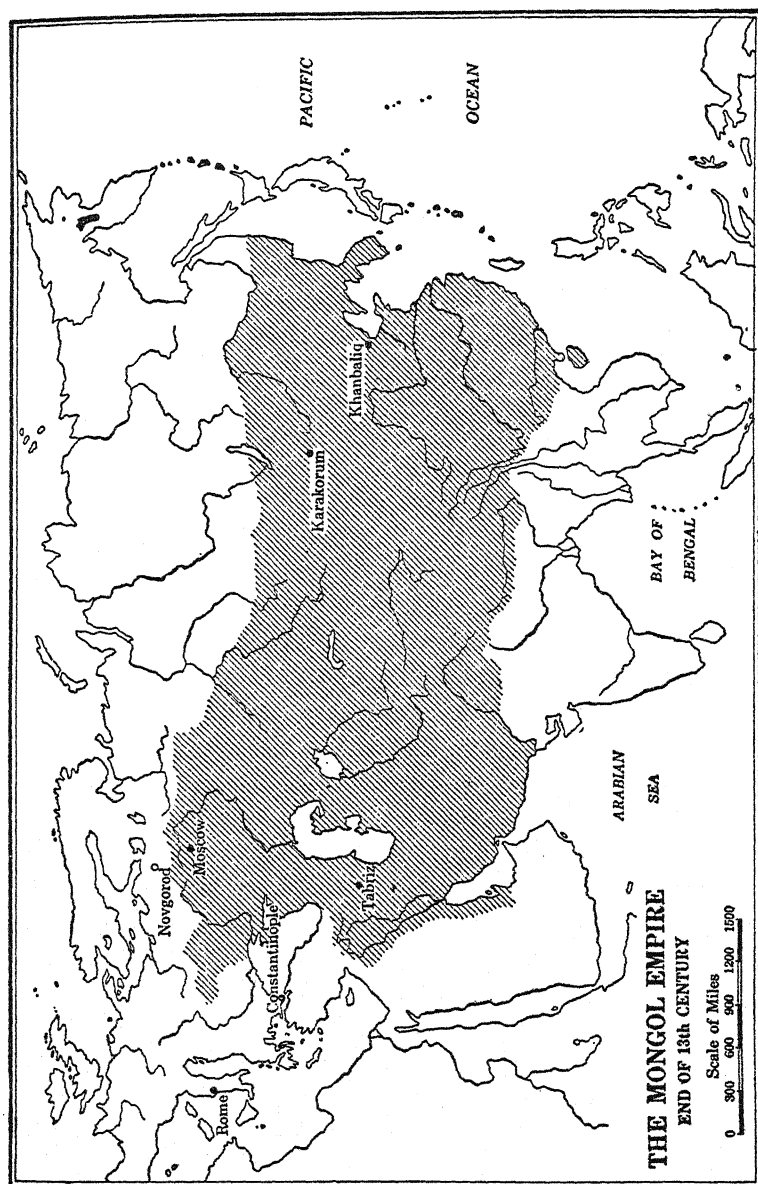 PACIFIC
OCEAN
Khanbaliq
Karakorum
BAY OF
BENGAL
Novgorod
Moscow
Tabriz
Constantinople
Rome
ARABIAN
SEA
THE MONGOL EMPIRE
END OF 13th CENTURY
Scale of Miles
0 300 600 900 1200 1500